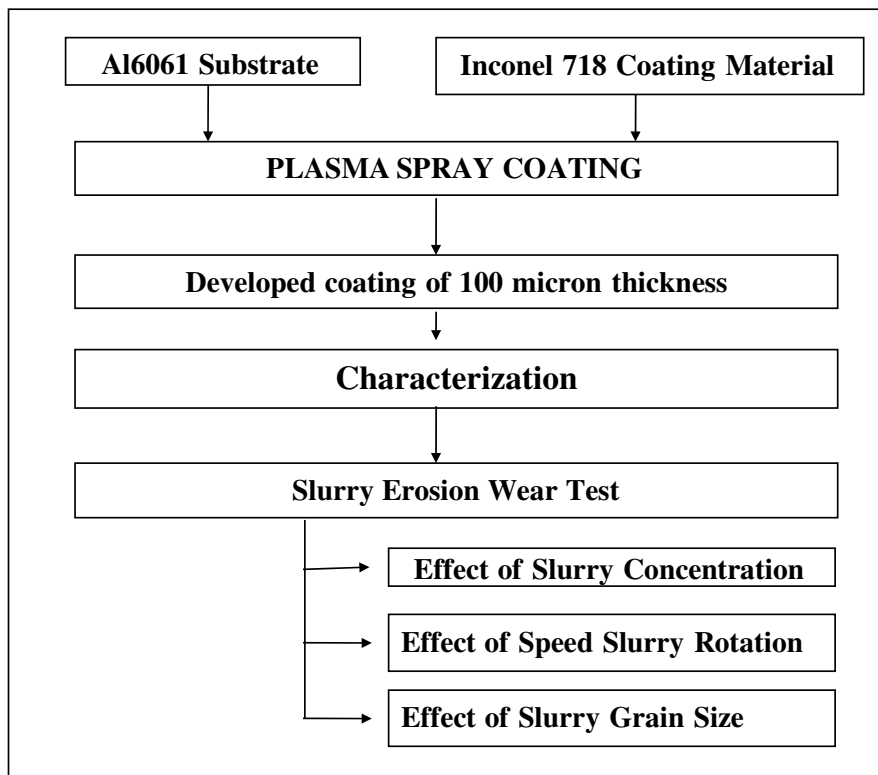 Al6061 Substrate
Inconel 718 Coating Material
PLASMA SPRAY COATING
Developed coating of 100 micron thickness
Characterization
Slurry Erosion Wear Test
Effect of Slurry Concentration
Effect of Speed Slurry Rotation
Effect of Slurry Grain Size